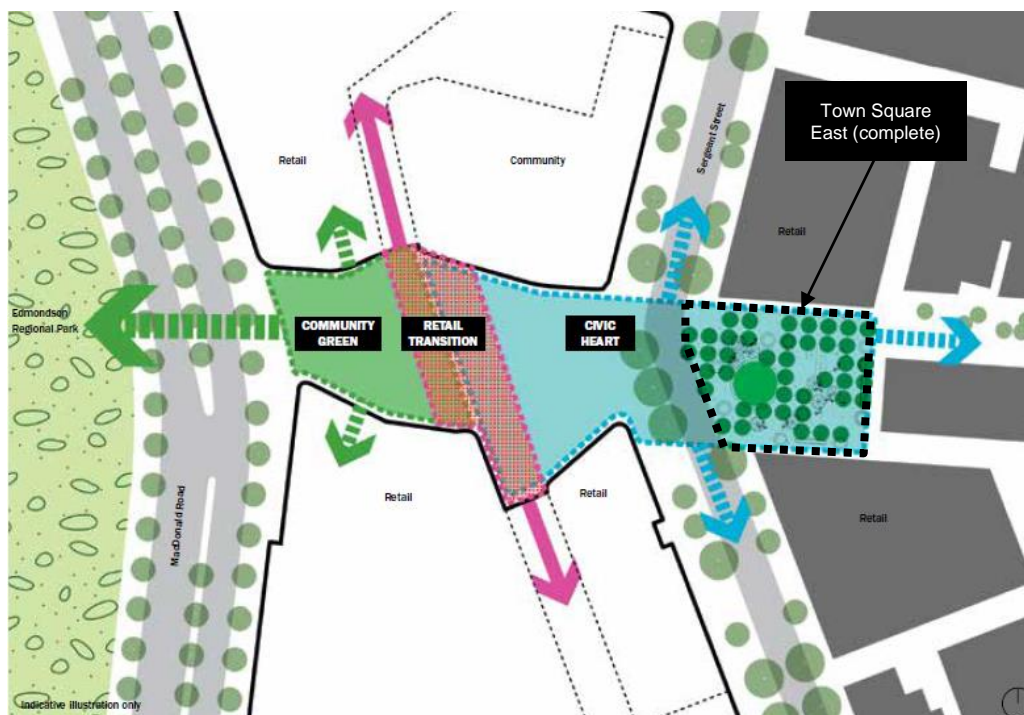 Town Square
East (complete)
Sergeant Street
Retail
Community
Retail
Edmondson
Regional Park
COMMUNITY
GREEN
RETAIL
TRANSITION
CIVIC
HEART
MacDonald Road
Retail
Retail
Retail
Indicative illustration only